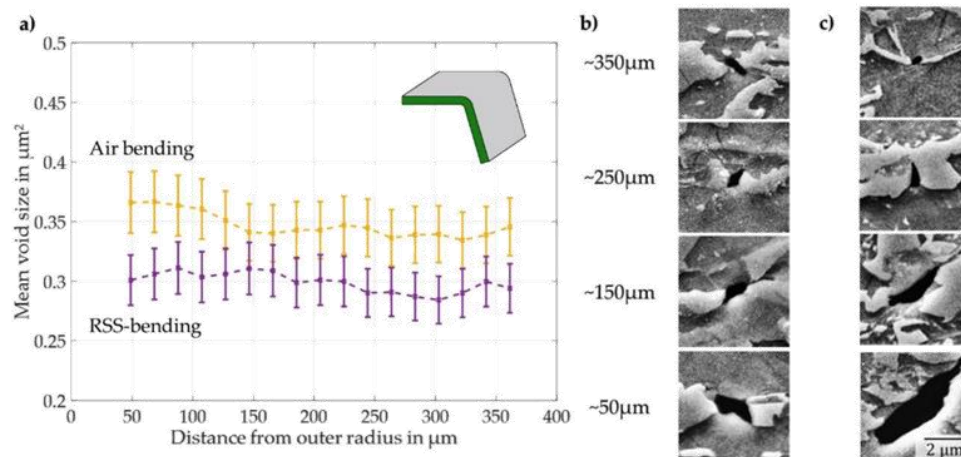 a)
b)
c)
0.5
0.45
0.4
0.35
0.3
0.25
0.2
Mean void size in µm²
Air bending
RSS-bending
0 50 100 150 200 250 300 350 400
Distance from outer radius in µm
~350µm
~250µm
~150µm
~50µm
2 µm